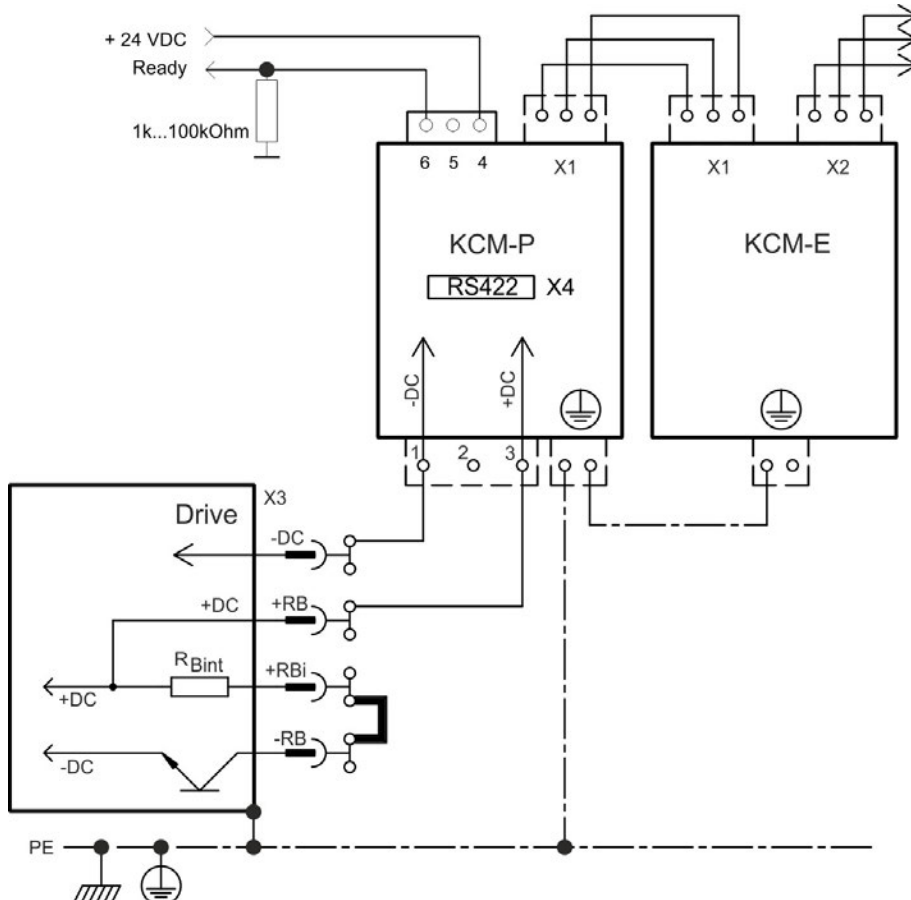 + 24 VDC
Ready
1k...100kOhm
6 5 4
X1
X1
X2
KCM-P
KCM-E
RS422
X4
-DC
+DC
1
2
3
X3
Drive
-DC
+DC
+RB
RBint
+RBi
+DC
-RB
-DC
PE